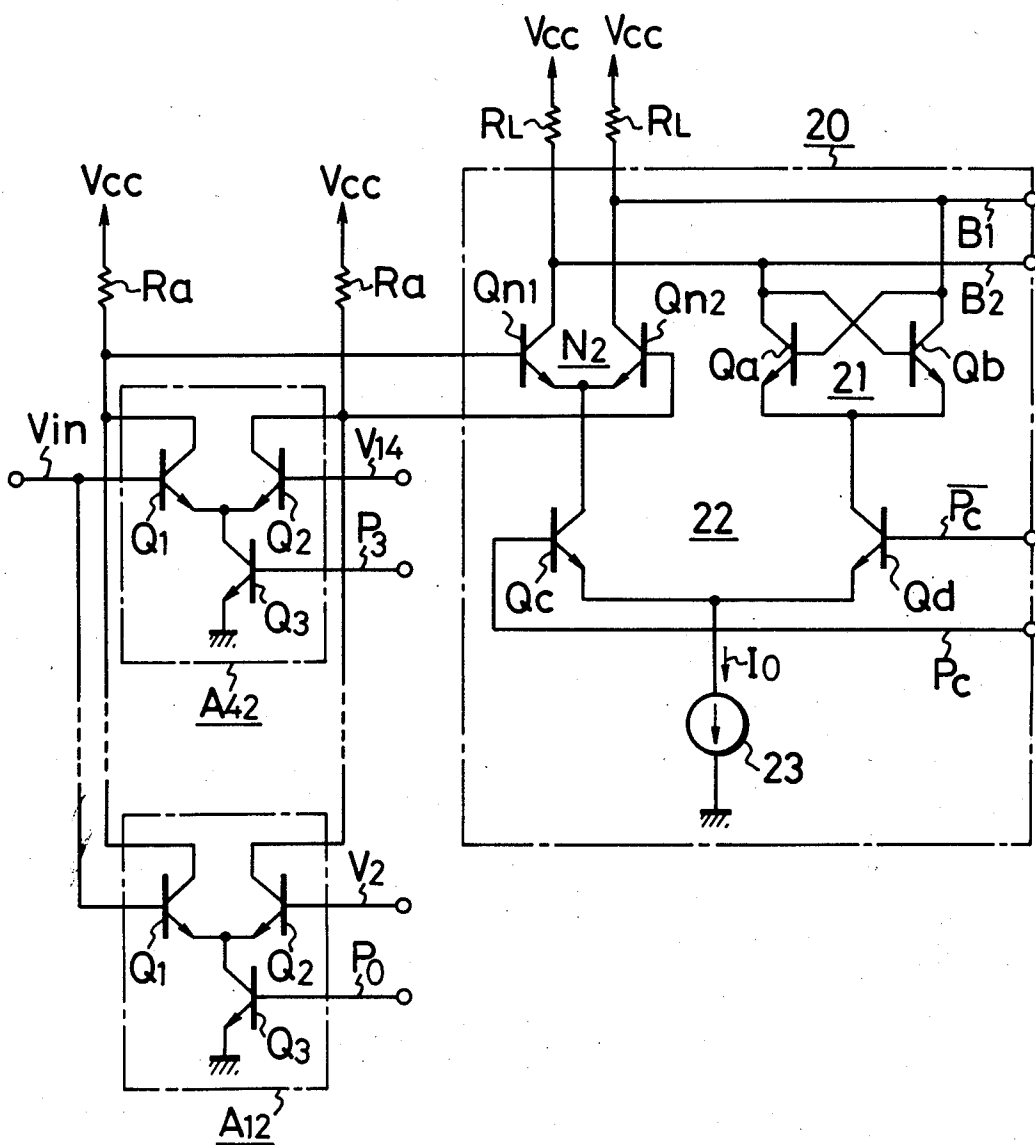 Vcc Vcc
RL RL
20
Vcc Vcc
Ra Ra
B1
Qn1 Qn2
B2
N2
Qa 21 Qb
Vin
V14
Q1 Q2
P3
22
P̅c̅
Qc Qd
Q3
I0
Pc
A42
23
V2
Q1 Q2
P0
Q3
A12